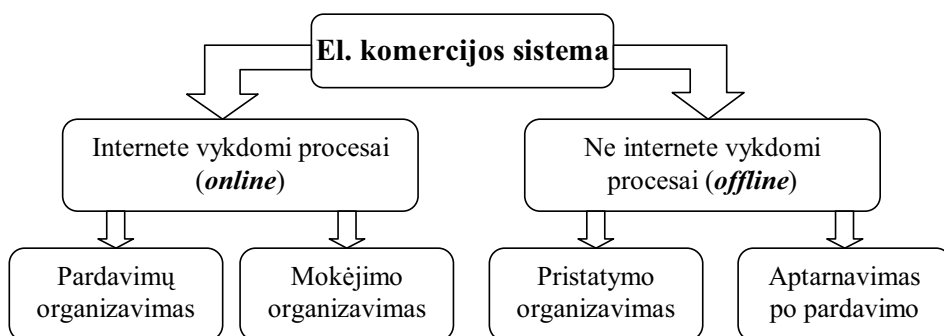 El. komercijos sistema
Internete vykdomi procesai
(online)
Ne internete vykdomi
procesai (offline)
Pardavimų
organizavimas
Mokėjimo
organizavimas
Pristatymo
organizavimas
Aptarnavimas
po pardavimo